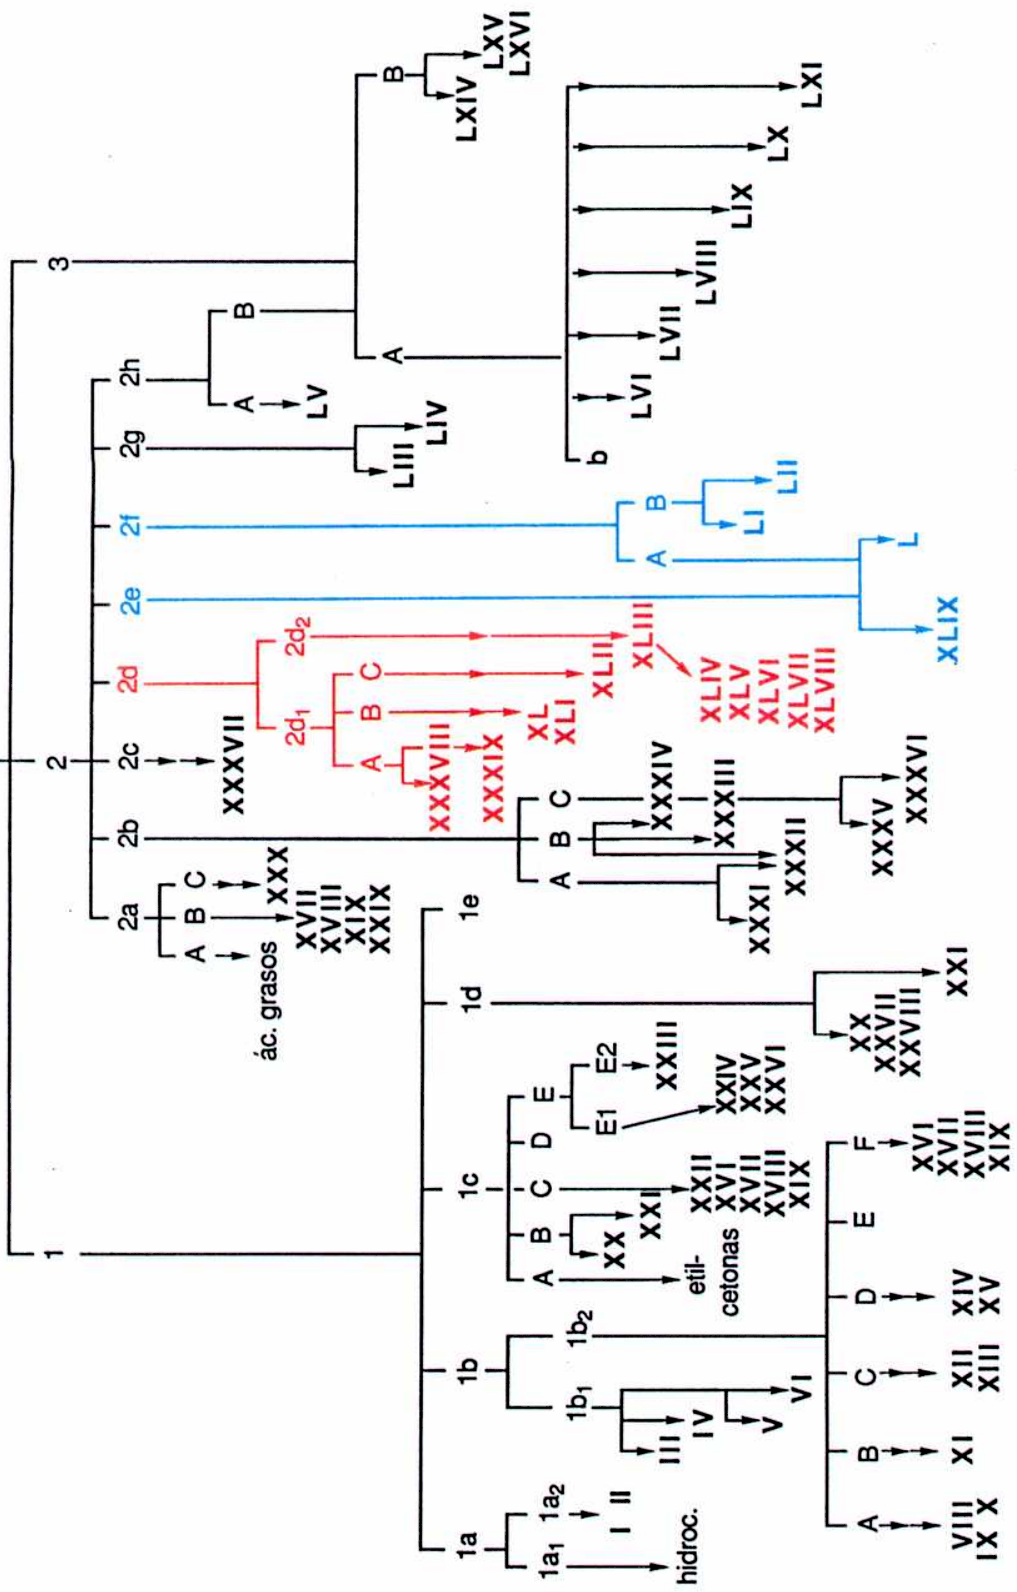 1
2
3
2a
2b
2c
2d
2e
2f
2g
2h
A
B
C
ác. grasos
XVII
XVIII
XIX
XXIX
XXX
XXXVII
2d1
2d2
A
B
C
XXXVIII
XXXIX
XL
XLI
XLII
XLIII
XLIV
XLV
XLVI
XLVII
XLVIII
A
B
C
XXXI
XXXII
XXXIII
XXXIV
XXXV
XXXVI
A
B
XLIX
L
LI
LII
LIII
LIV
A
B
LV
A
B
LXIV
LXV
LXVI
b
LVI
LVII
LVIII
LIX
LX
LXI
1a
1b
1c
1d
1e
1a1
1a2
hidroc.
I II
1b1
1b2
III
IV
V
VI
A
B
C
D
E
etil-
cetonas
XX
XXI
XXII
XVI
XVII
XVIII
XIX
E1
E2
XXIII
XXIV
XXV
XXVI
XX
XXVII
XXVIII
XXI
A
B
C
D
E
F
VIII
IX X
XI
XII
XIII
XIV
XV
XVI
XVII
XVIII
XIX